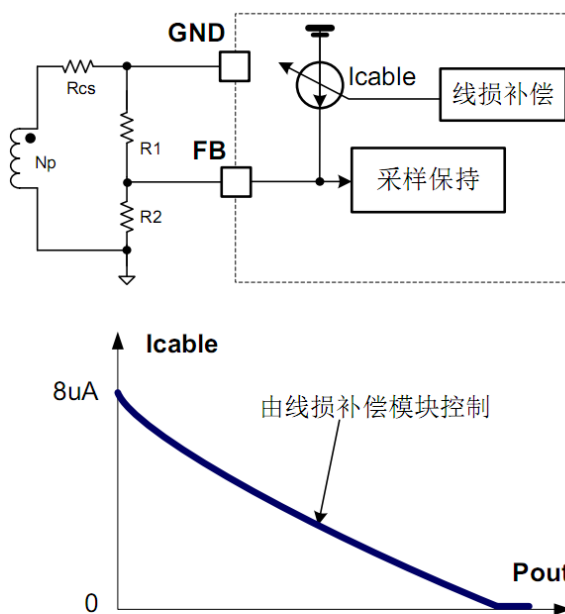 GND
Rcs
Icable
线损补偿
R1
FB
Np
采样保持
R2
Icable
8uA
由线损补偿模块控制
Pout
0